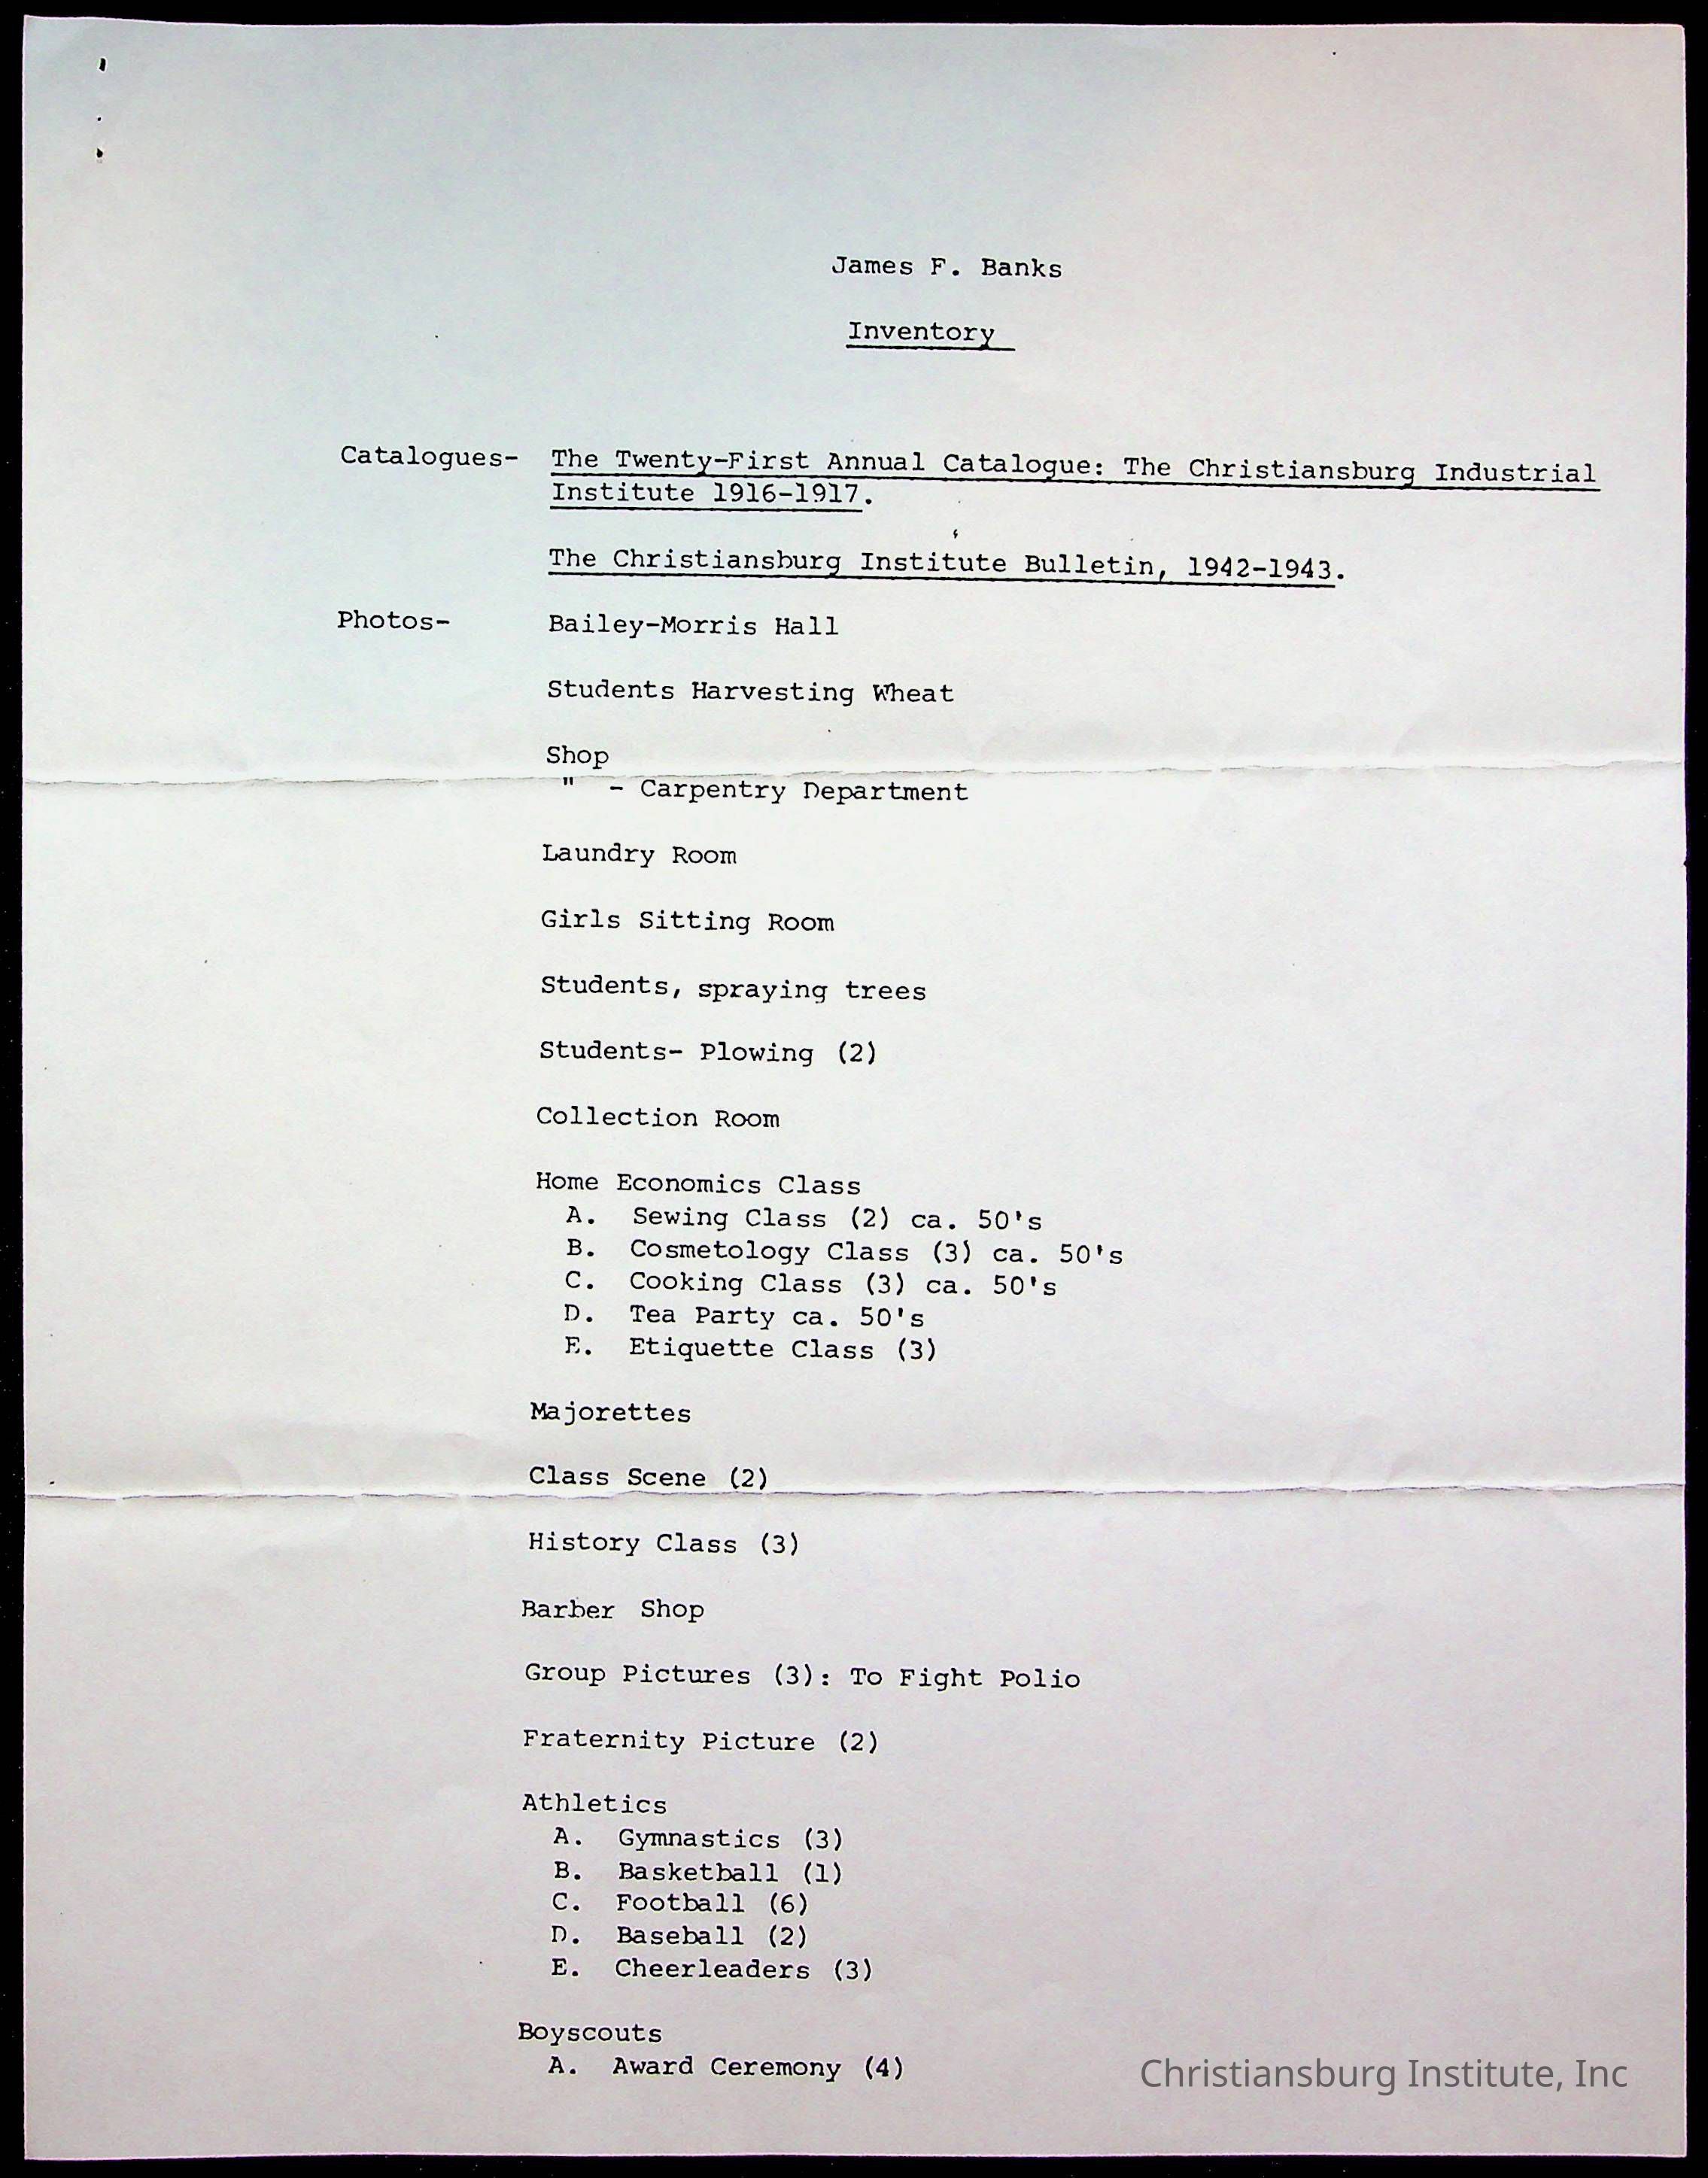 James F. Banks
Inventory
Catalogues- The Twenty-First Annual Catalogue: The Christiansburg Industrial
Institute 1916-1917.
The Christiansburg Institute Bulletin, 1942-1943.
Photos- Bailey-Morris Hall
Students Harvesting Wheat
Shop
" - Carpentry Department
Laundry Room
Girls Sitting Room
Students, spraying trees
Students- Plowing (2)
Collection Room
Home Economics Class
A. Sewing Class (2) ca. 50's
B. Cosmetology Class (3) ca. 50's
C. Cooking Class (3) ca. 50's
D. Tea Party ca. 50's
E. Etiquette Class (3)
Majorettes
Class Scene (2)
History Class (3)
Barber Shop
Group Pictures (3): To Fight Polio
Fraternity Picture (2)
Athletics
A. Gymnastics (3)
B. Basketball (1)
C. Football (6)
D. Baseball (2)
E. Cheerleaders (3)
Boyscouts
A. Award Ceremony (4)
Christiansburg Institute, Inc